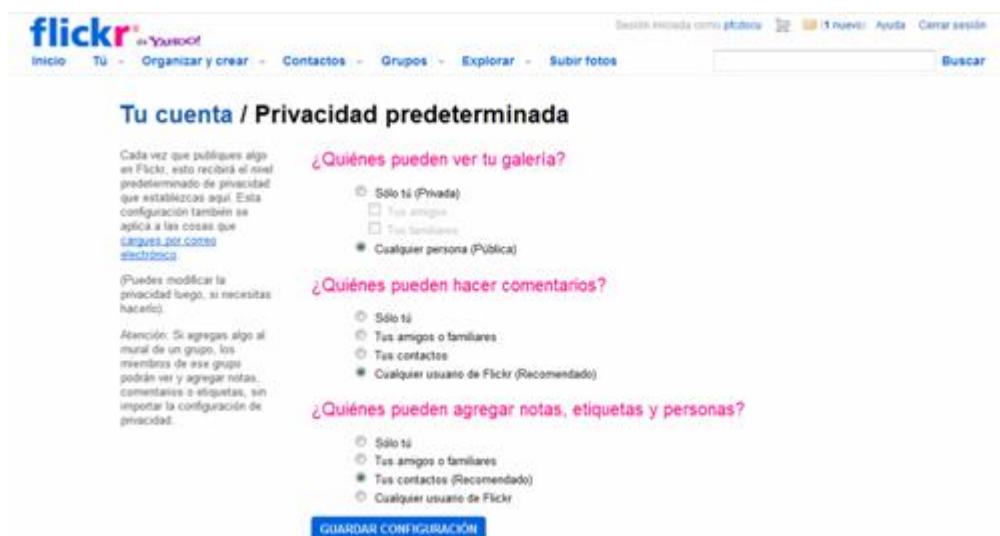 flickr de YAHOO!
Sesión iniciada como pfcdocu (1 nuevo) Ayuda Cerrar sesión
Inicio Tú Organizar y crear Contactos Grupos Explorar Subir fotos Buscar
Tu cuenta / Privacidad predeterminada
Cada vez que publiques algo
en Flickr, esto recibirá el nivel
predeterminado de privacidad
que establezcas aquí. Esta
configuración también se
aplica a las cosas que
cargues por correo
electrónico.
(Puedes modificar la
privacidad luego, si necesitas
hacerlo).
Atención: Si agregas algo al
mural de un grupo, los
miembros de ese grupo
podrán ver y agregar notas,
comentarios o etiquetas, sin
importar la configuración de
privacidad.
¿Quiénes pueden ver tu galería?
Sólo tú (Privada)
Tus amigos
Tus familiares
Cualquier persona (Pública)
¿Quiénes pueden hacer comentarios?
Sólo tú
Tus amigos o familiares
Tus contactos
Cualquier usuario de Flickr (Recomendado)
¿Quiénes pueden agregar notas, etiquetas y personas?
Sólo tú
Tus amigos o familiares
Tus contactos (Recomendado)
Cualquier usuario de Flickr
GUARDAR CONFIGURACIÓN